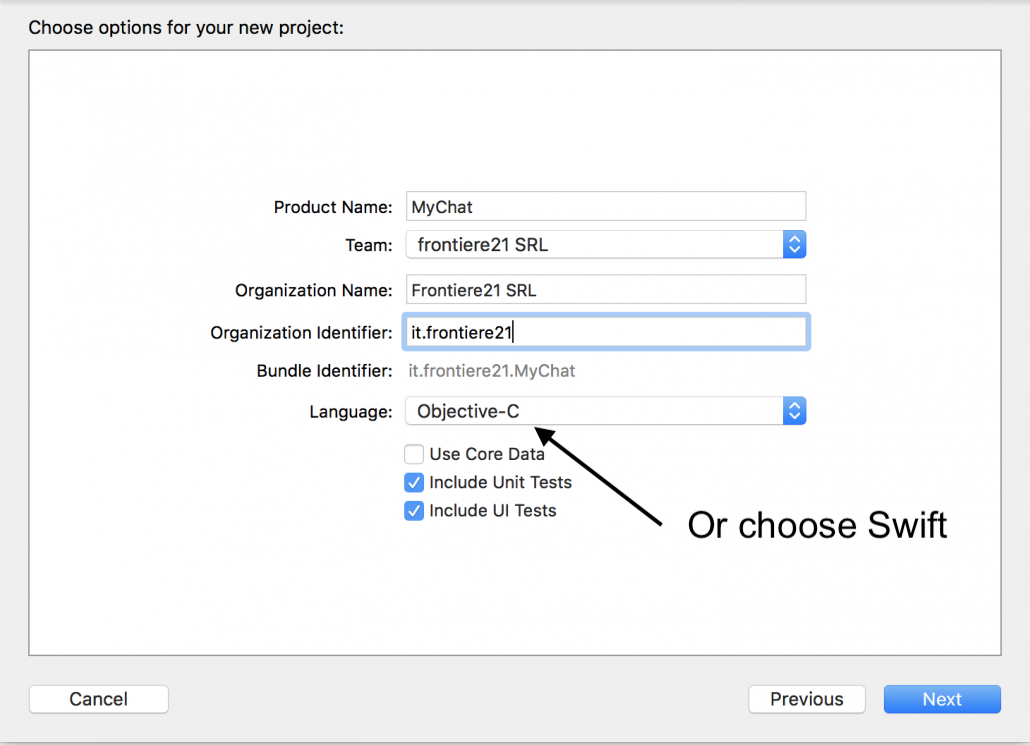 Choose options for your new project:
Product Name: MyChat
Team: frontiere21 SRL
Organization Name: Frontiere21 SRL
Organization Identifier: it.frontiere21
Bundle Identifier: it.frontiere21.MyChat
Language: Objective-C
Use Core Data
Include Unit Tests
Include UI Tests
Or choose Swift
Cancel Previous Next